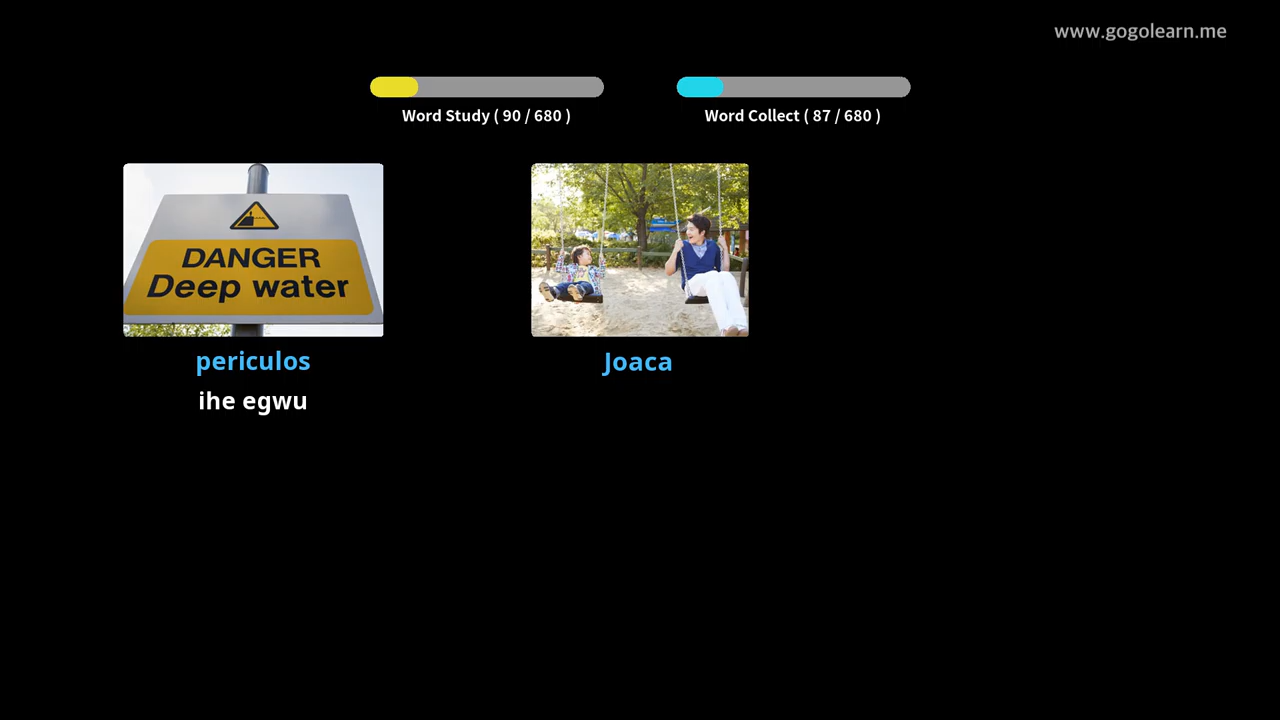 www.gogolearn.me
Word Study ( 90 / 680 )
Word Collect ( 87 / 680 )
DANGER
Deep water
periculos
ihe egwu
Joaca